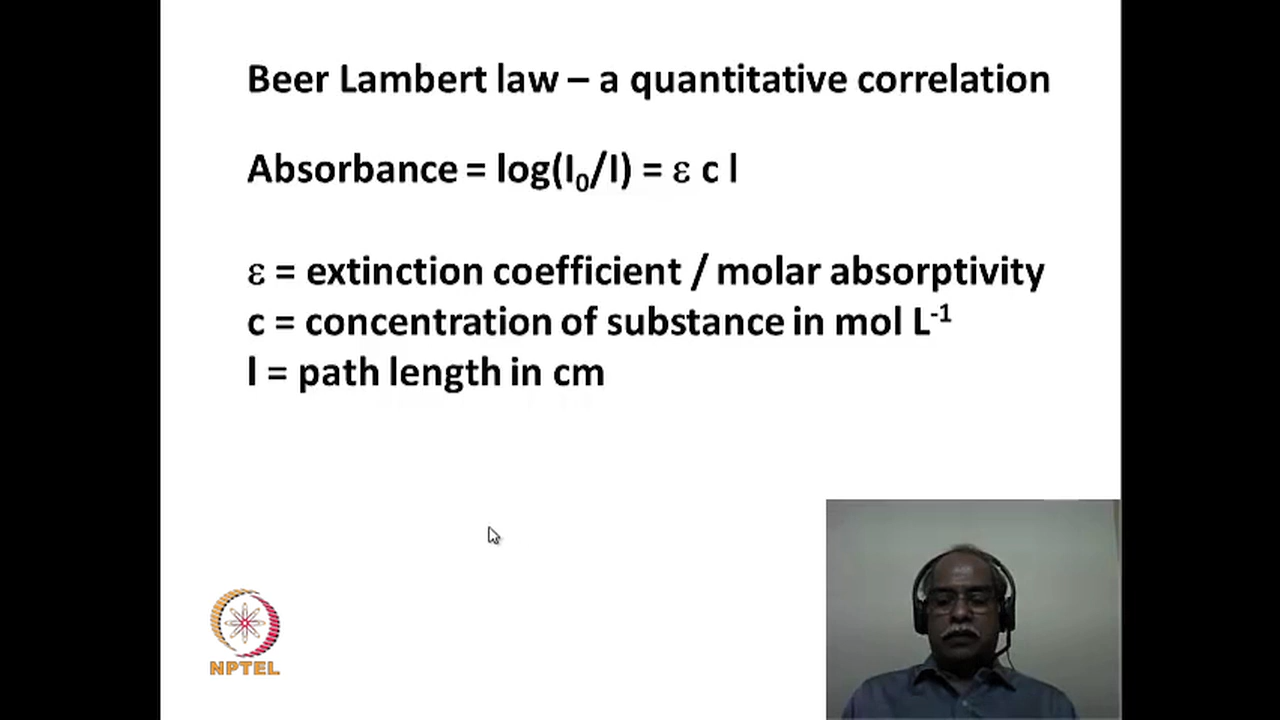 Beer Lambert law – a quantitative correlation
Absorbance = log(I₀/I) = ε c l
ε = extinction coefficient / molar absorptivity
c = concentration of substance in mol L⁻¹
l = path length in cm
NPTEL